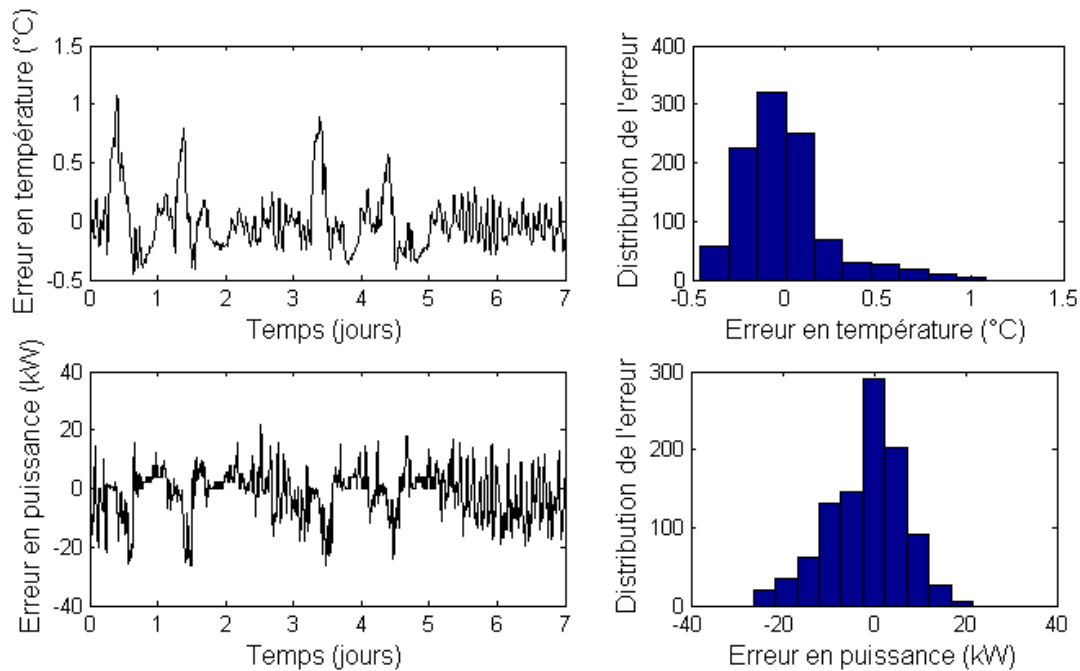 Erreur en température (°C)
1.5
1
0.5
0
-0.5
0 1 2 3 4 5 6 7
Temps (jours)
Distribution de l'erreur
400
300
200
100
0
-0.5 0 0.5 1 1.5
Erreur en température (°C)
Erreur en puissance (kW)
40
20
0
-20
-40
0 1 2 3 4 5 6 7
Temps (jours)
Distribution de l'erreur
300
200
100
0
-40 -20 0 20 40
Erreur en puissance (kW)